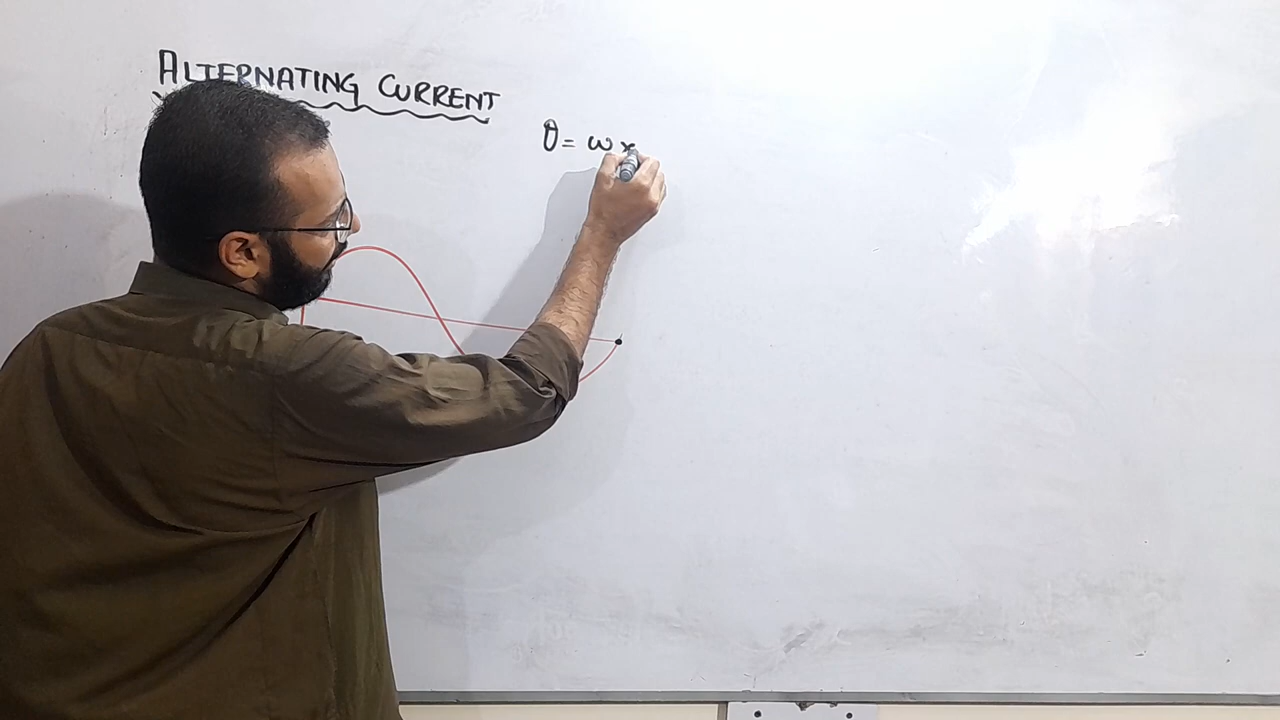 ALTERNATING CURRENT
θ = ω ×